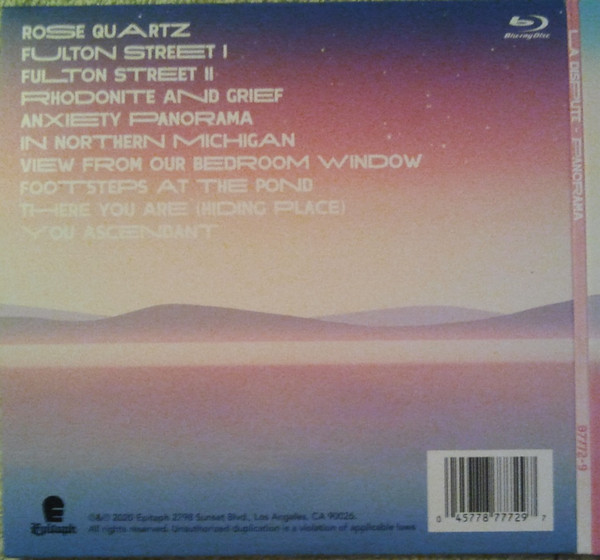 ROSE QUARTZ
FULTON STREET I
FULTON STREET II
RHODONITE AND GRIEF
ANXIETY PANORAMA
IN NORTHERN MICHIGAN
VIEW FROM OUR BEDROOM WINDOW
FOOTSTEPS AT THE POND
THERE YOU ARE (HIDING PLACE)
YOU ASCENDANT
Blu-ray Disc
LA DISPUTE · PANORAMA
87772-9
Epitaph
©&℗ 2020 Epitaph 2798 Sunset Blvd., Los Angeles, CA 90026.
All rights reserved. Unauthorized duplication is a violation of applicable laws
0 45778 77729 7